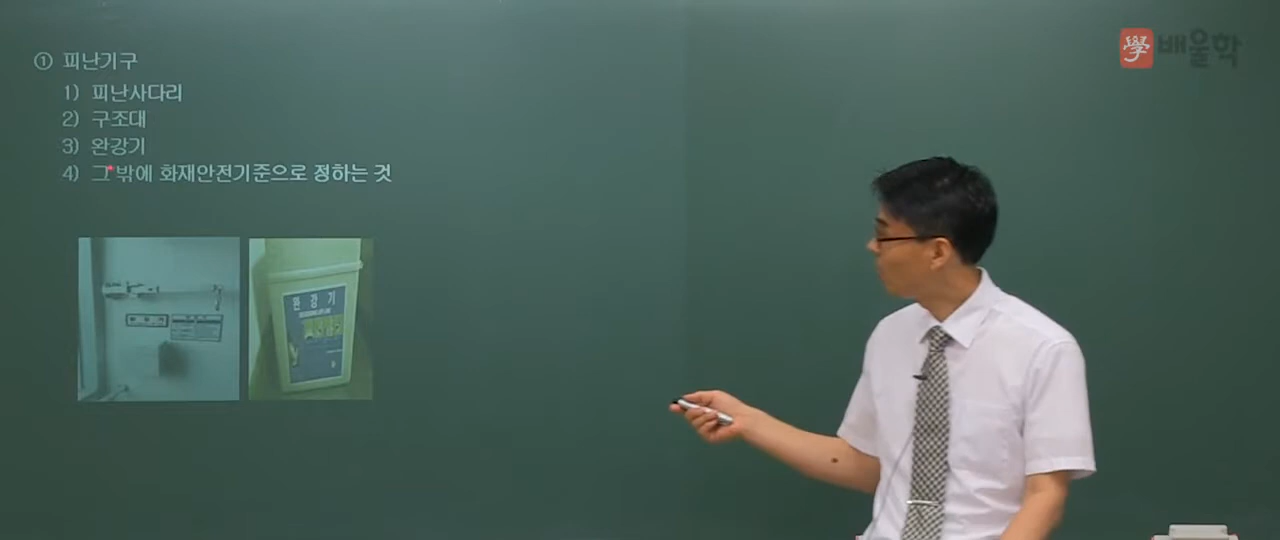 ① 피난기구
1) 피난사다리
2) 구조대
3) 완강기
4) 그 밖에 화재안전기준으로 정하는 것
學 배울학
완강기